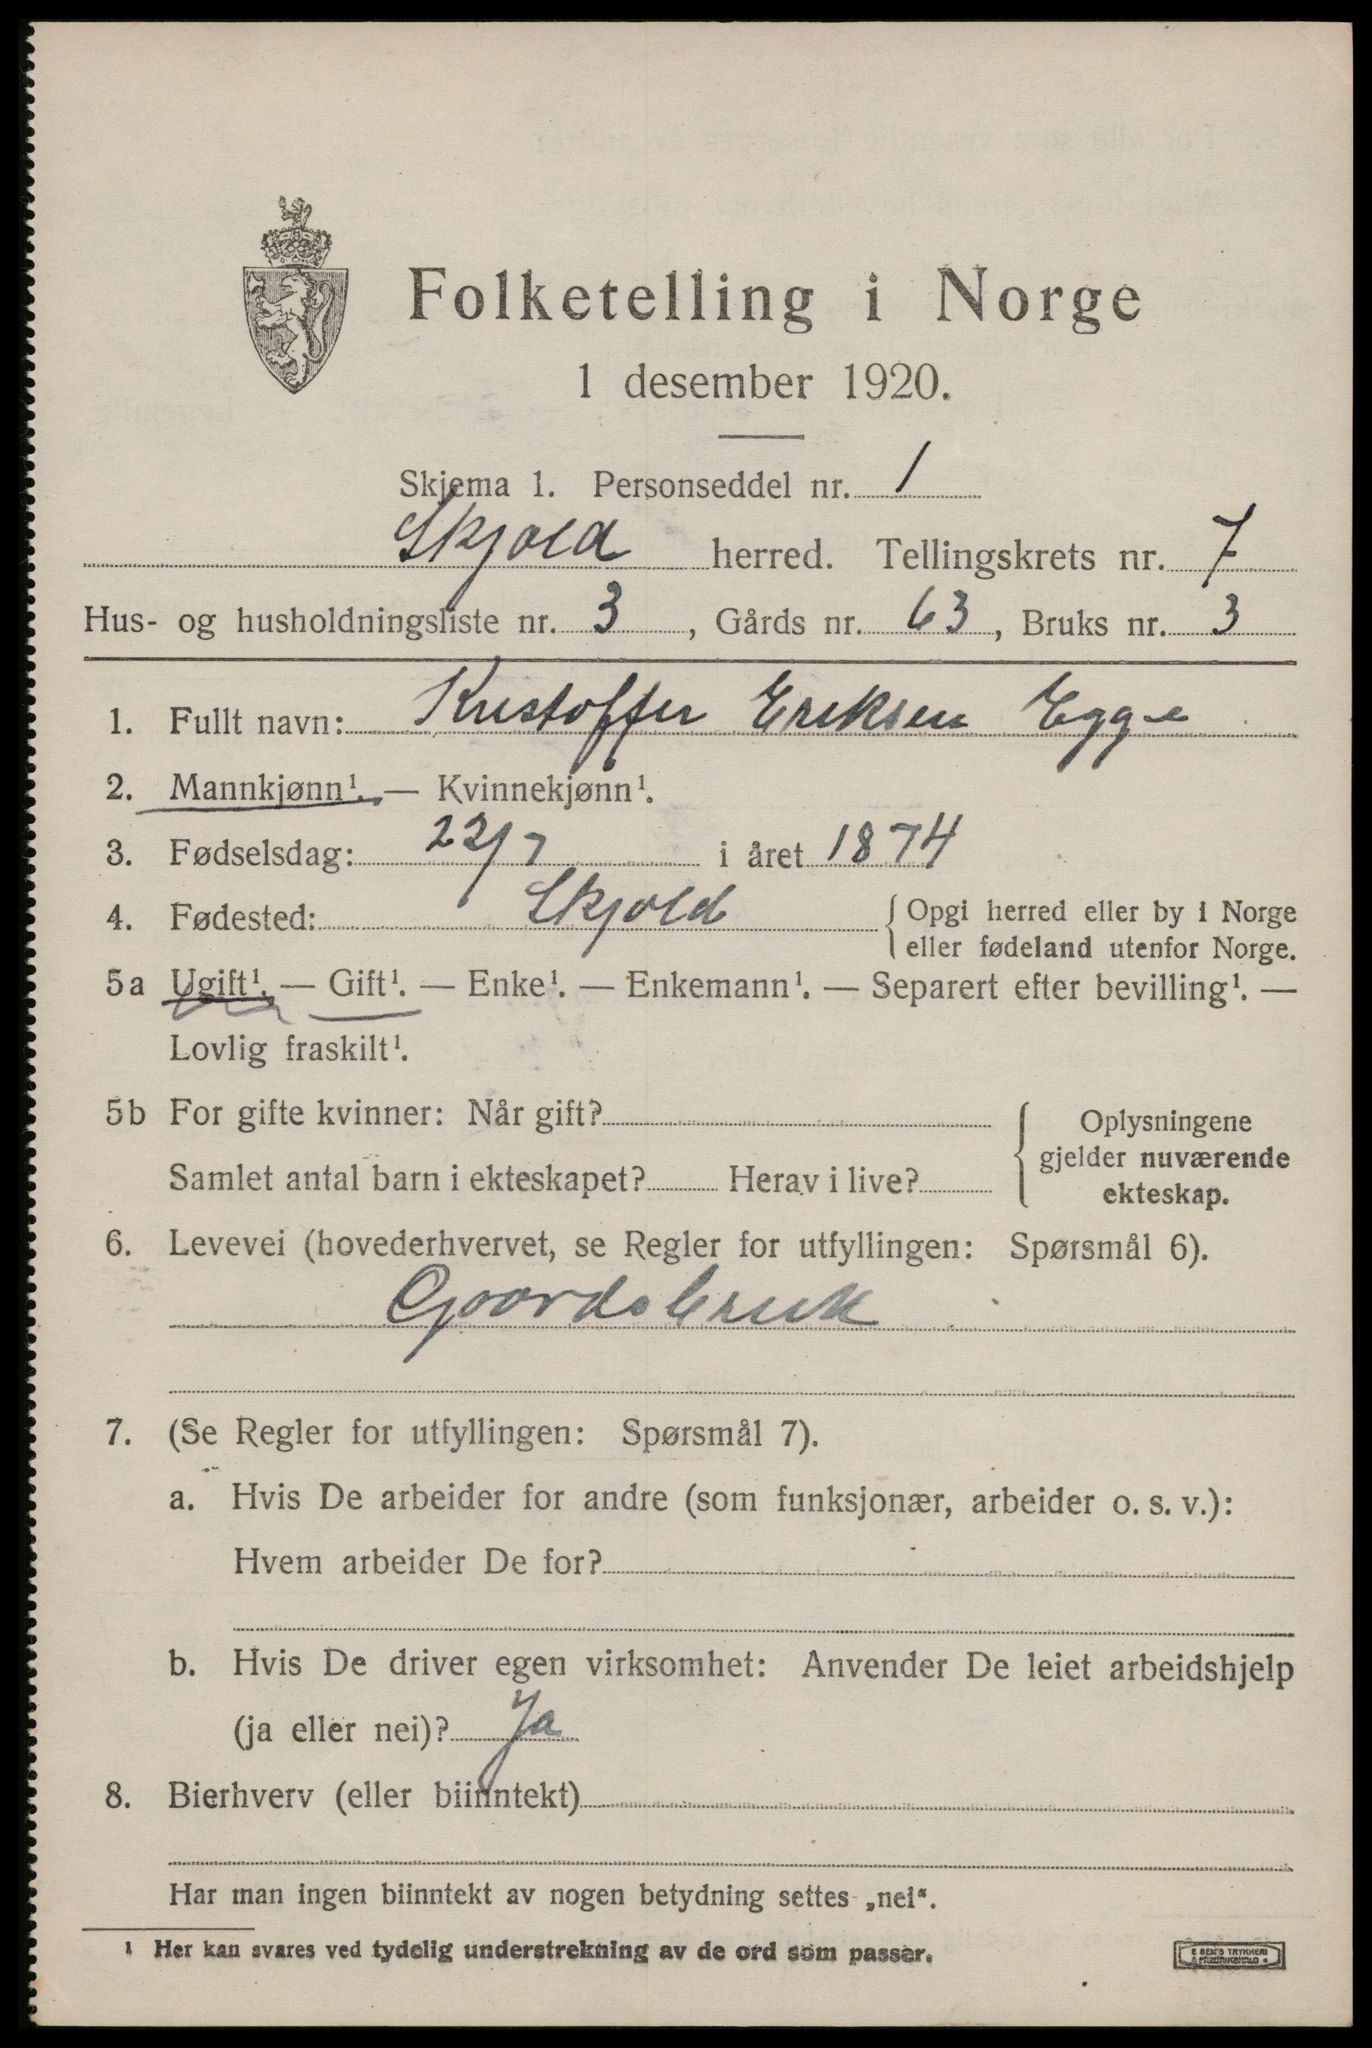 Folketelling i Norge
1 desember 1920.
Skjema 1. Personseddel nr. 1
Skjold herred. Tellingskrets nr. 7
Hus- og husholdningsliste nr. 3, Gårds nr. 63, Bruks nr. 3
1. Fullt navn: Kristoffer Eriksen Egge
2. Mannkjønn¹. — Kvinnekjønn¹.
3. Fødselsdag: 22/7 i året 1874
4. Fødested: Skjold { Opgi herred eller by i Norge
eller fødeland utenfor Norge.
5a Ugift¹. — Gift¹. — Enke¹. — Enkemann¹. — Separert efter bevilling¹. —
Lovlig fraskilt¹.
5b For gifte kvinner: Når gift? { Oplysningene
gjelder nuværende
ekteskap.
Samlet antal barn i ekteskapet? Herav i live?
6. Levevei (hovederhvervet, se Regler for utfyllingen: Spørsmål 6).
Gaardsbruk
7. (Se Regler for utfyllingen: Spørsmål 7).
a. Hvis De arbeider for andre (som funksjonær, arbeider o. s. v.):
Hvem arbeider De for?
b. Hvis De driver egen virksomhet: Anvender De leiet arbeidshjelp
(ja eller nei)? Ja
8. Bierhverv (eller biinntekt)
Har man ingen biinntekt av nogen betydning settes „nei“.
¹ Her kan svares ved tydelig understrekning av de ord som passer.